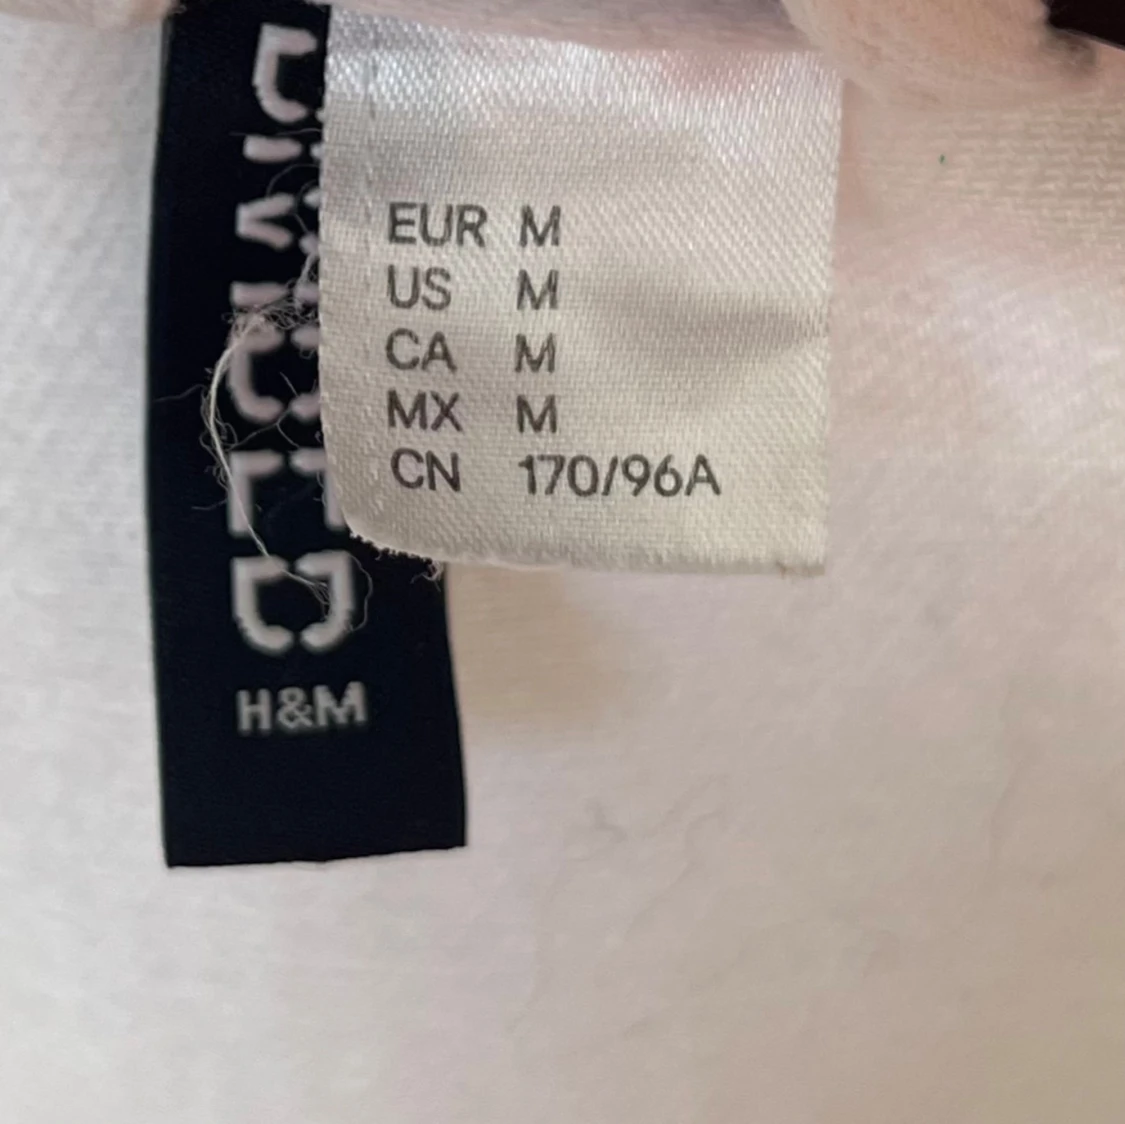 DIVIDED
H&M
EUR M
US M
CA M
MX M
CN 170/96A